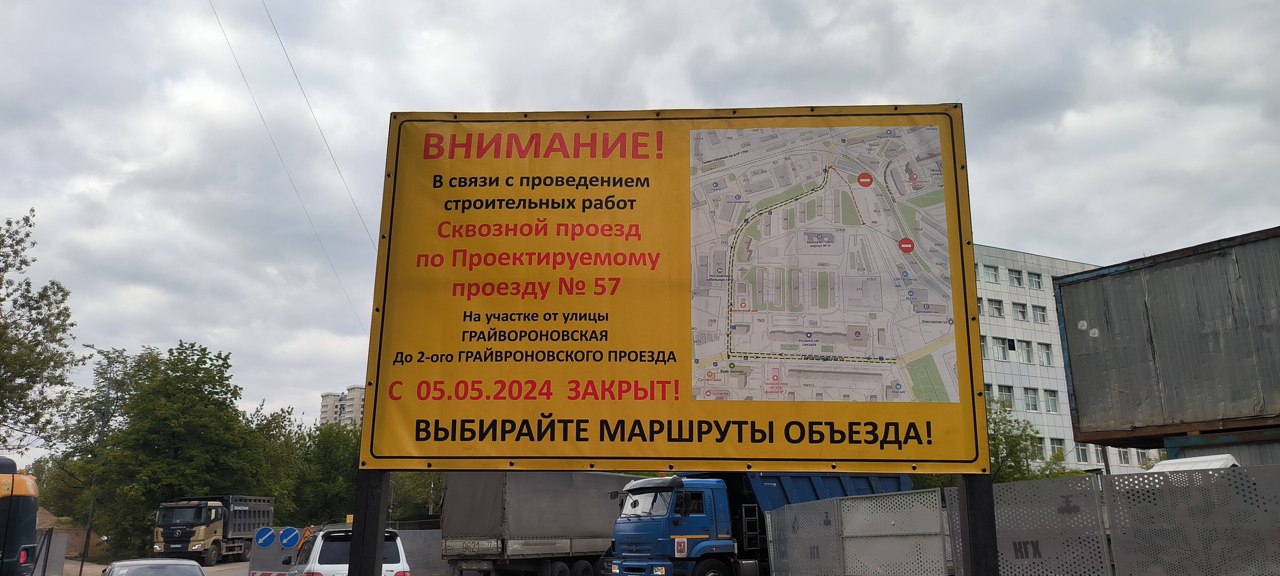 ВНИМАНИЕ!
В связи с проведением
строительных работ
Сквозной проезд
по Проектируемому
проезду № 57
На участке от улицы
ГРАЙВОРОНОВСКАЯ
До 2-ого ГРАЙВРОНОВСКОГО ПРОЕЗДА
С 05.05.2024 ЗАКРЫТ!
ВЫБИРАЙТЕ МАРШРУТЫ ОБЪЕЗДА!
КГХ